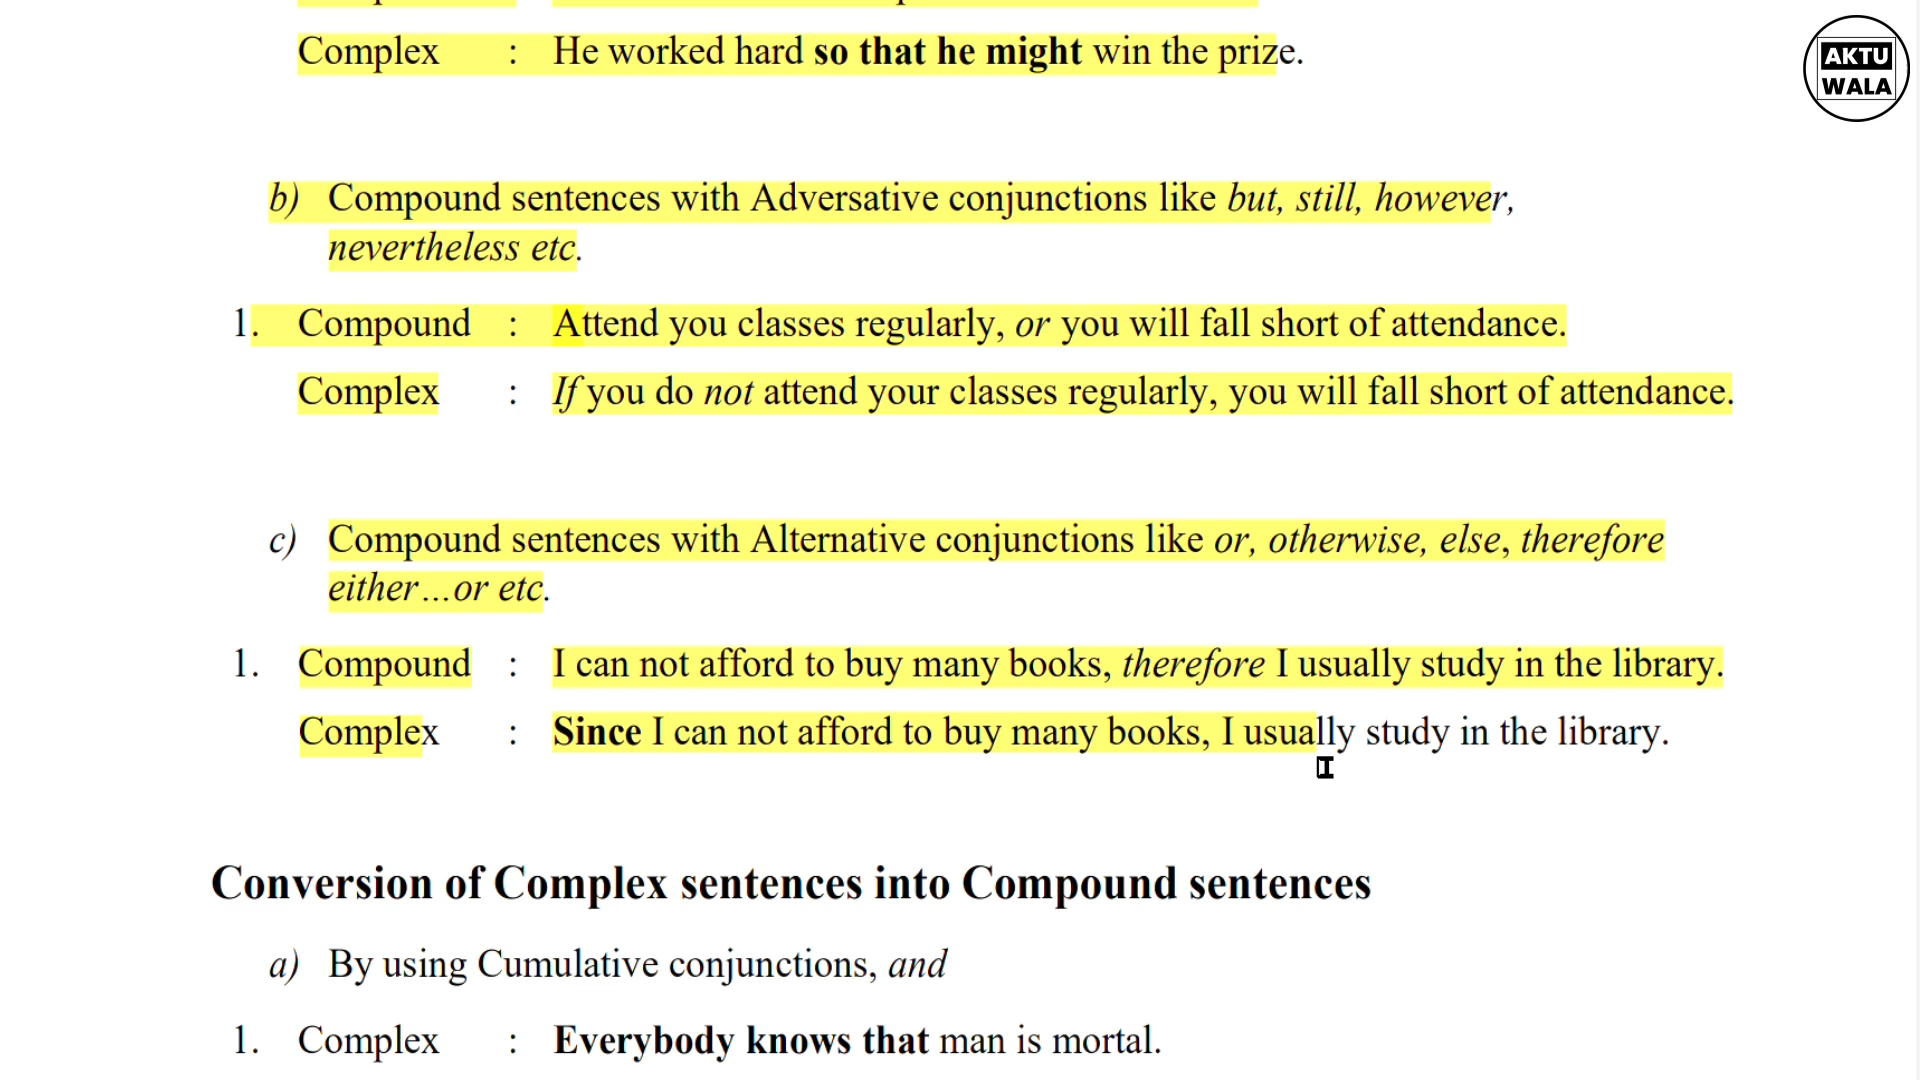 Complex : He worked hard so that he might win the prize.
AKTU
WALA
b) Compound sentences with Adversative conjunctions like but, still, however,
nevertheless etc.
1. Compound : Attend you classes regularly, or you will fall short of attendance.
Complex : If you do not attend your classes regularly, you will fall short of attendance.
c) Compound sentences with Alternative conjunctions like or, otherwise, else, therefore
either…or etc.
1. Compound : I can not afford to buy many books, therefore I usually study in the library.
Complex : Since I can not afford to buy many books, I usually study in the library.
Conversion of Complex sentences into Compound sentences
a) By using Cumulative conjunctions, and
1. Complex : Everybody knows that man is mortal.